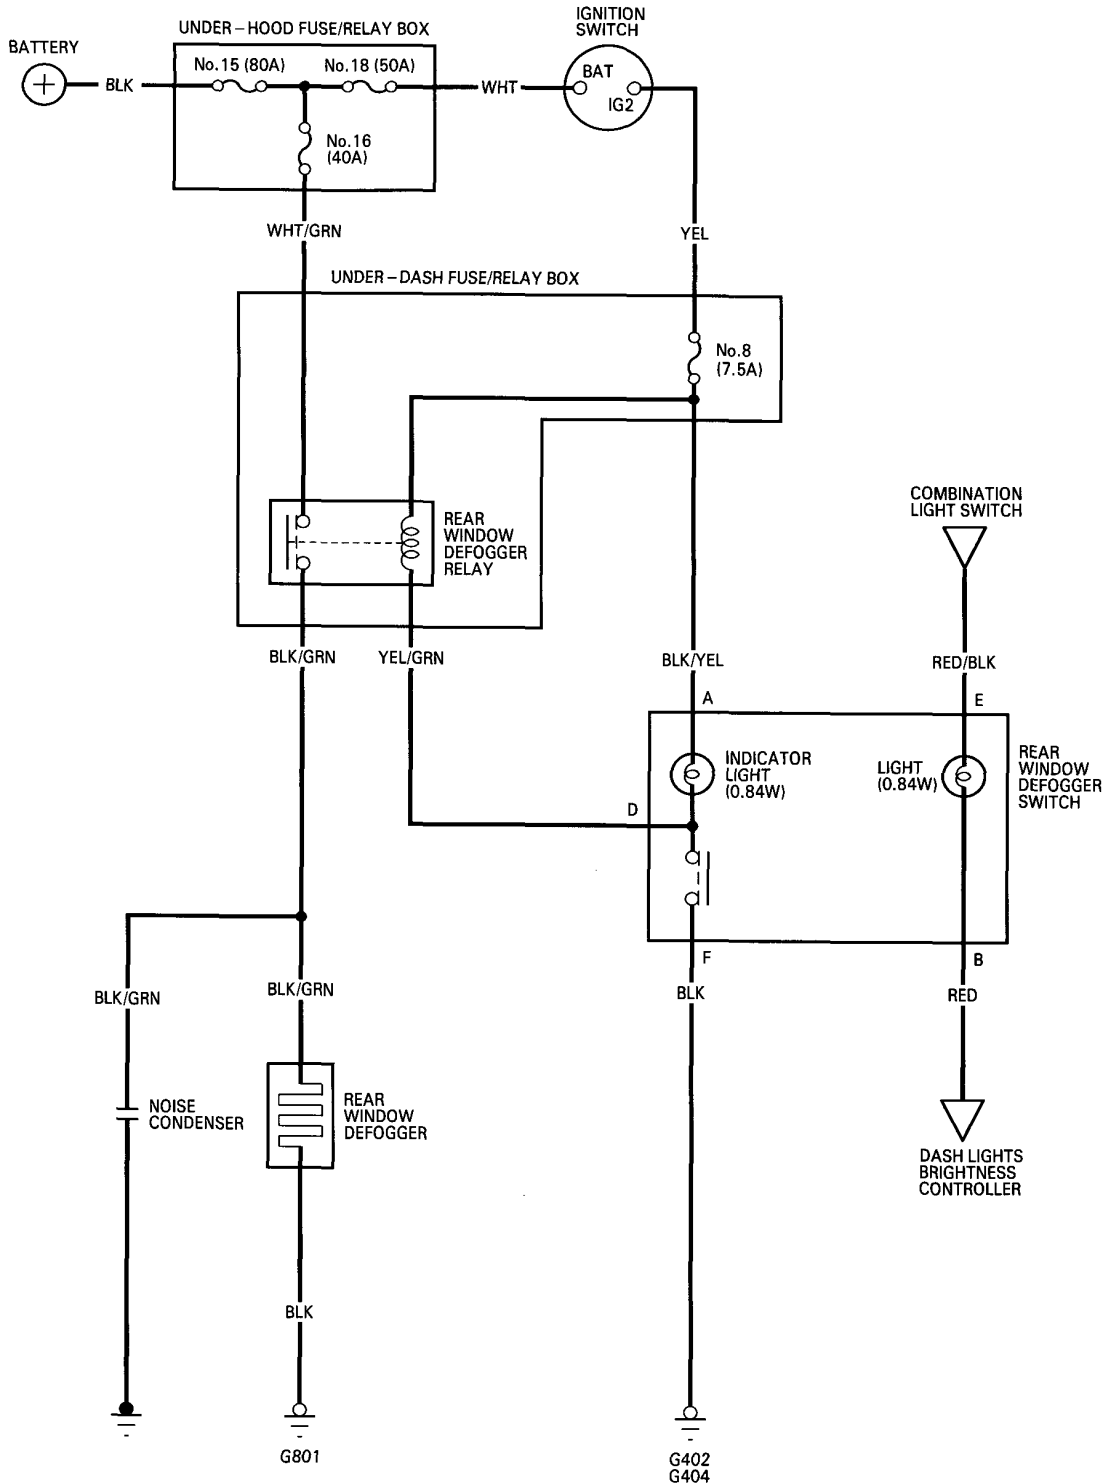 BATTERY
UNDER–HOOD FUSE/RELAY BOX
IGNITION
SWITCH
BLK
No.15 (80A)
No.18 (50A)
WHT
BAT
IG2
No.16
(40A)
WHT/GRN
YEL
UNDER–DASH FUSE/RELAY BOX
No.8
(7.5A)
REAR
WINDOW
DEFOGGER
RELAY
COMBINATION
LIGHT SWITCH
BLK/GRN
YEL/GRN
BLK/YEL
RED/BLK
A
E
INDICATOR
LIGHT
(0.84W)
LIGHT
(0.84W)
REAR
WINDOW
DEFOGGER
SWITCH
D
F
B
BLK/GRN
BLK/GRN
BLK
RED
NOISE
CONDENSER
REAR
WINDOW
DEFOGGER
DASH LIGHTS
BRIGHTNESS
CONTROLLER
BLK
G801
G402
G404